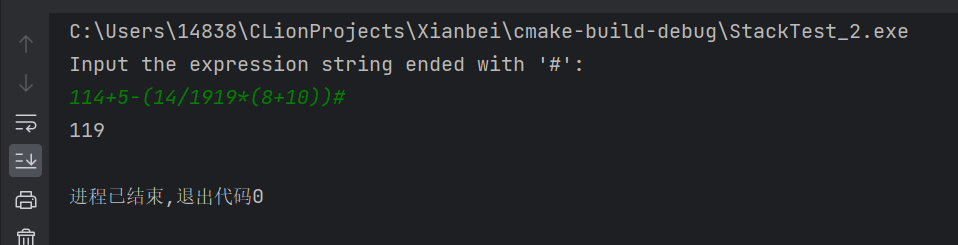 C:\Users\14838\CLionProjects\Xianbei\cmake-build-debug\StackTest_2.exe
Input the expression string ended with '#':
114+5-(14/1919*(8+10))#
119
进程已结束,退出代码0